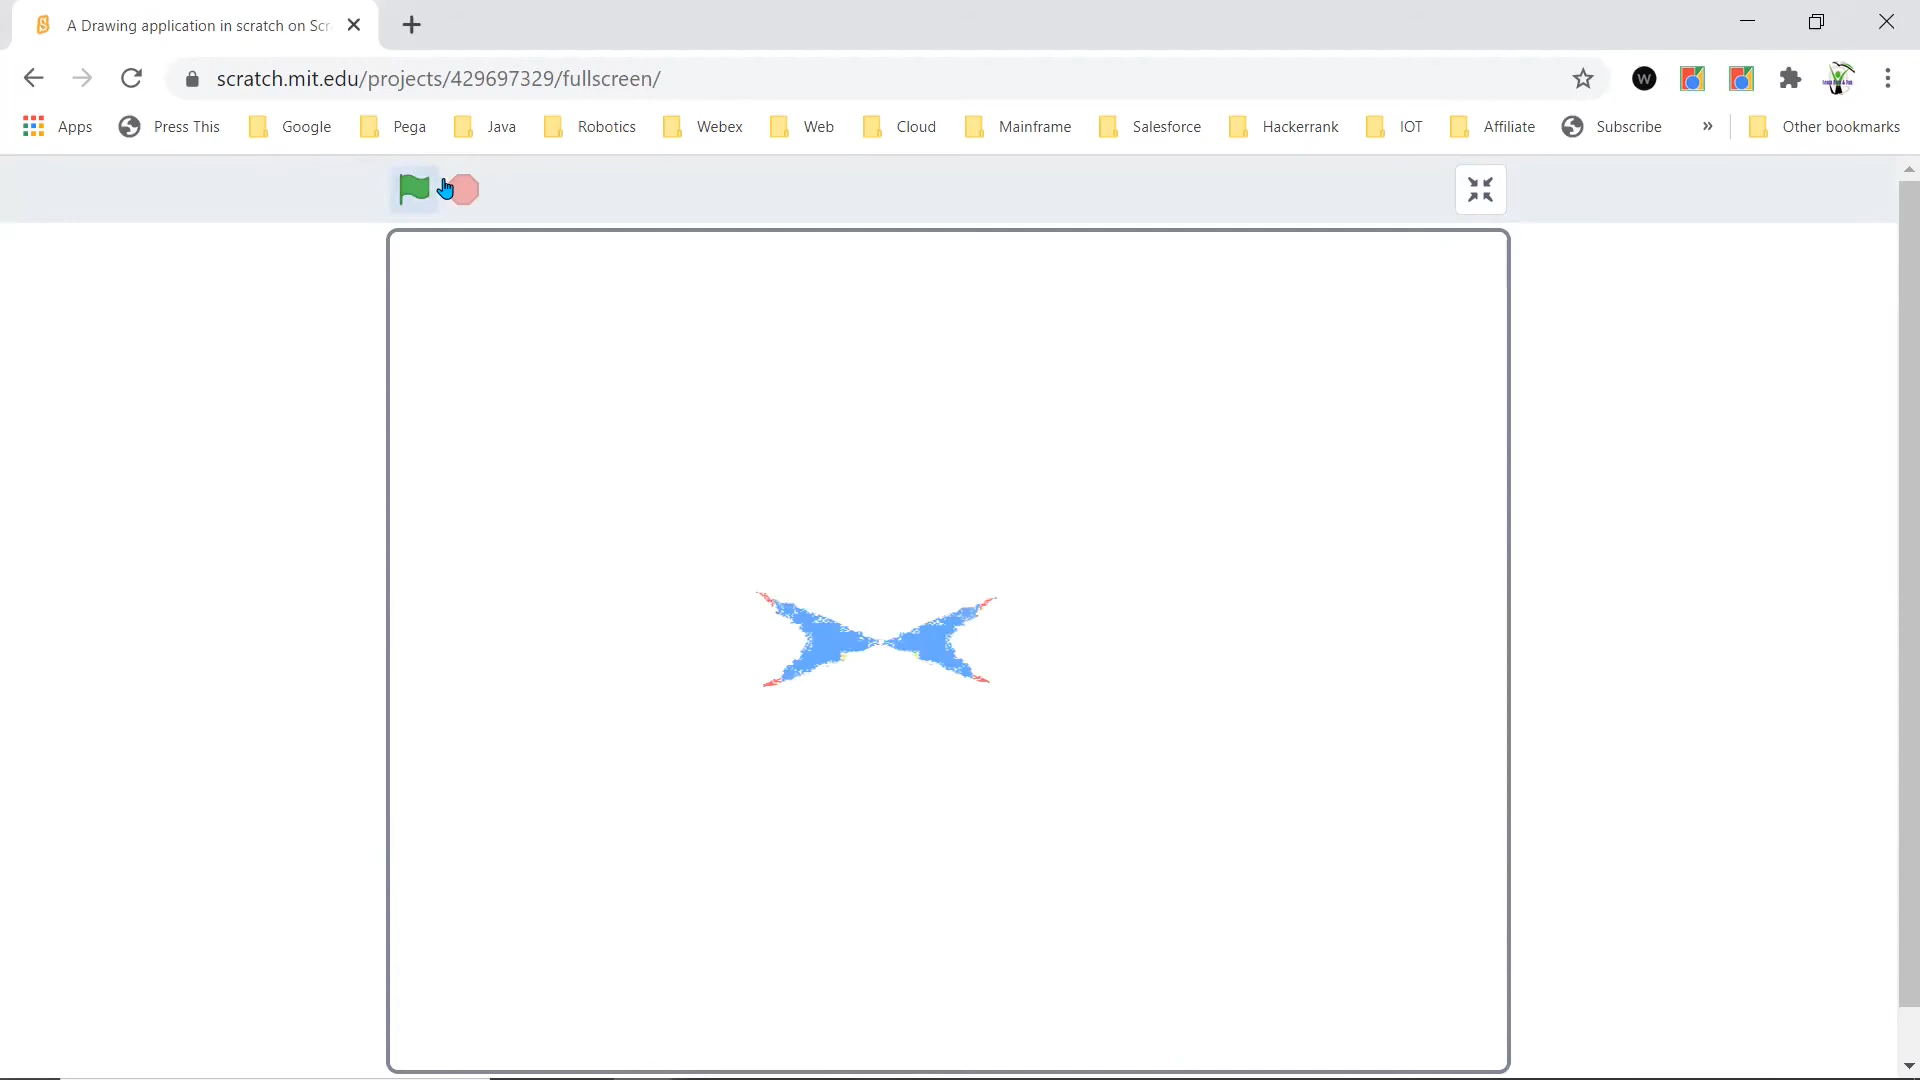 A Drawing application in scratch on Scr
scratch.mit.edu/projects/429697329/fullscreen/
W
Apps Press This Google Pega Java Robotics Webex Web Cloud Mainframe Salesforce Hackerrank IOT Affiliate Subscribe » Other bookmarks